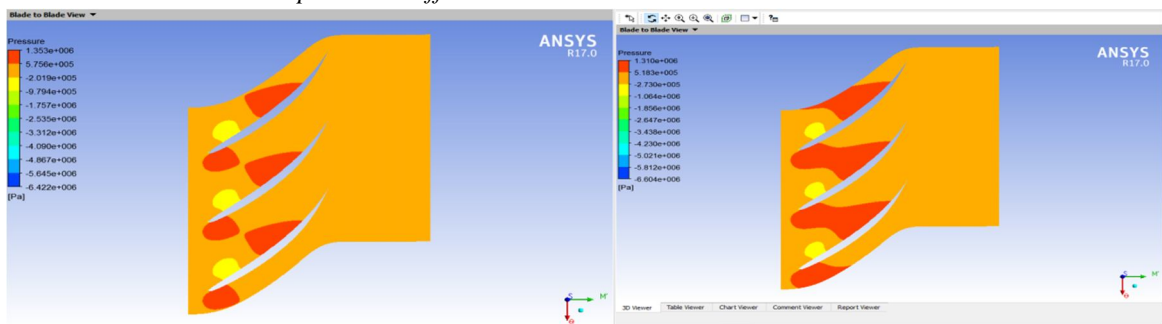 Blade to Blade View
Pressure
1.353e+006
5.756e+005
-2.019e+005
-9.794e+005
-1.757e+006
-2.535e+006
-3.312e+006
-4.090e+006
-4.867e+006
-5.645e+006
-6.422e+006
[Pa]
ANSYS
R17.0
Blade to Blade View
Pressure
1.310e+006
5.183e+005
-2.730e+005
-1.064e+006
-1.856e+006
-2.647e+006
-3.438e+006
-4.230e+006
-5.021e+006
-5.812e+006
-6.604e+006
[Pa]
ANSYS
R17.0
3D Viewer Table Viewer Chart Viewer Comment Viewer Report Viewer